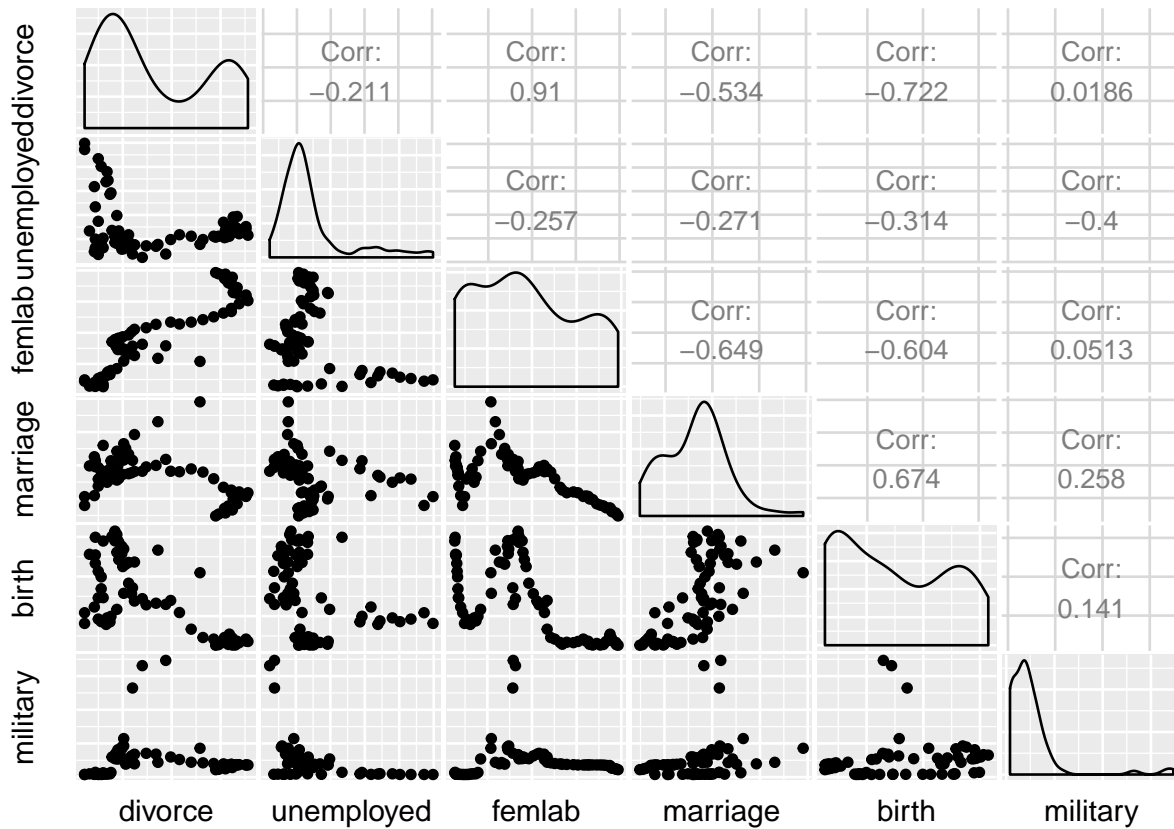 divorce
Corr:
−0.211
Corr:
0.91
Corr:
−0.534
Corr:
−0.722
Corr:
0.0186
unemployed
Corr:
−0.257
Corr:
−0.271
Corr:
−0.314
Corr:
−0.4
femlab
Corr:
−0.649
Corr:
−0.604
Corr:
0.0513
marriage
Corr:
0.674
Corr:
0.258
birth
Corr:
0.141
military
divorce
unemployed
femlab
marriage
birth
military